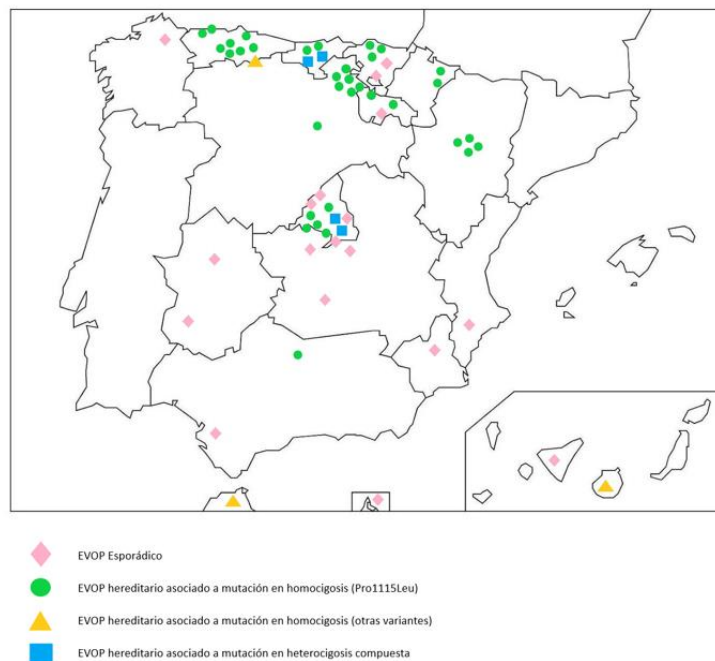 EVOP Esporádico
EVOP hereditario asociado a mutación en homocigosis (Pro1115Leu)
EVOP hereditario asociado a mutación en homocigosis (otras variantes)
EVOP hereditario asociado a mutación en heterocigosis compuesta